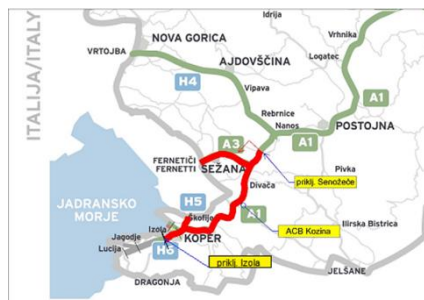 ITALIJA/ITALY
Idrija
NOVA GORICA
VRTOJBA
AJDOVŠČINA
Vrhnika
Logatec
H4
Vipava
A1
Rebrnice
Nanos
POSTOJNA
A1
A3
FERNETIČI
FERNETTI
SEŽANA
Pivka
priklj. Senožeče
Divača
JADRANSKO
MORJE
H5
Škofije
A1
ACB Kozina
Ilirska Bistrica
Izola
Jagodje
Lucija
KOPER
H6
priklj. Izola
DRAGONJA
JELŠANE